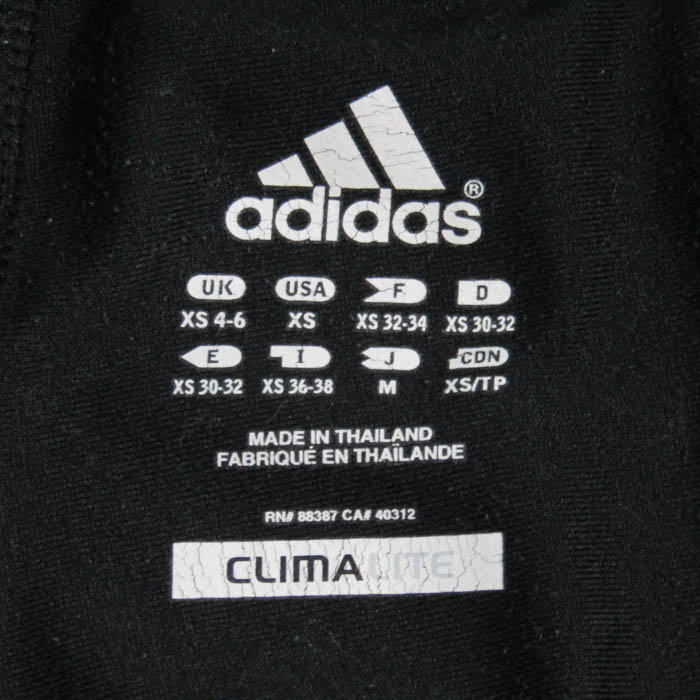 adidas®
UK USA F D
XS 4-6 XS XS 32-34 XS 30-32
E I J CDN
XS 30-32 XS 36-38 M XS/TP
MADE IN THAILAND
FABRIQUÉ EN THAÏLANDE
RN# 88387 CA# 40312
CLIMALITE